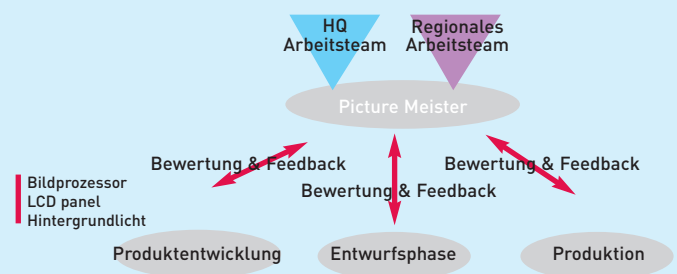 HQ
Arbeitsteam
Regionales
Arbeitsteam
Picture Meister
Bewertung & Feedback
Bewertung & Feedback
Bewertung & Feedback
Bildprozessor
LCD panel
Hintergrundlicht
Produktentwicklung
Entwurfsphase
Produktion